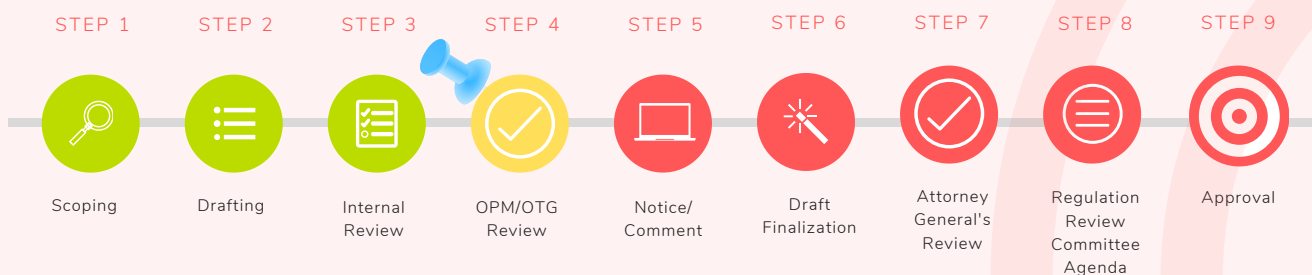 STEP 1
STEP 2
STEP 3
STEP 4
STEP 5
STEP 6
STEP 7
STEP 8
STEP 9
Scoping
Drafting
Internal
Review
OPM/OTG
Review
Notice/
Comment
Draft
Finalization
Attorney
General's
Review
Regulation
Review
Committee
Agenda
Approval